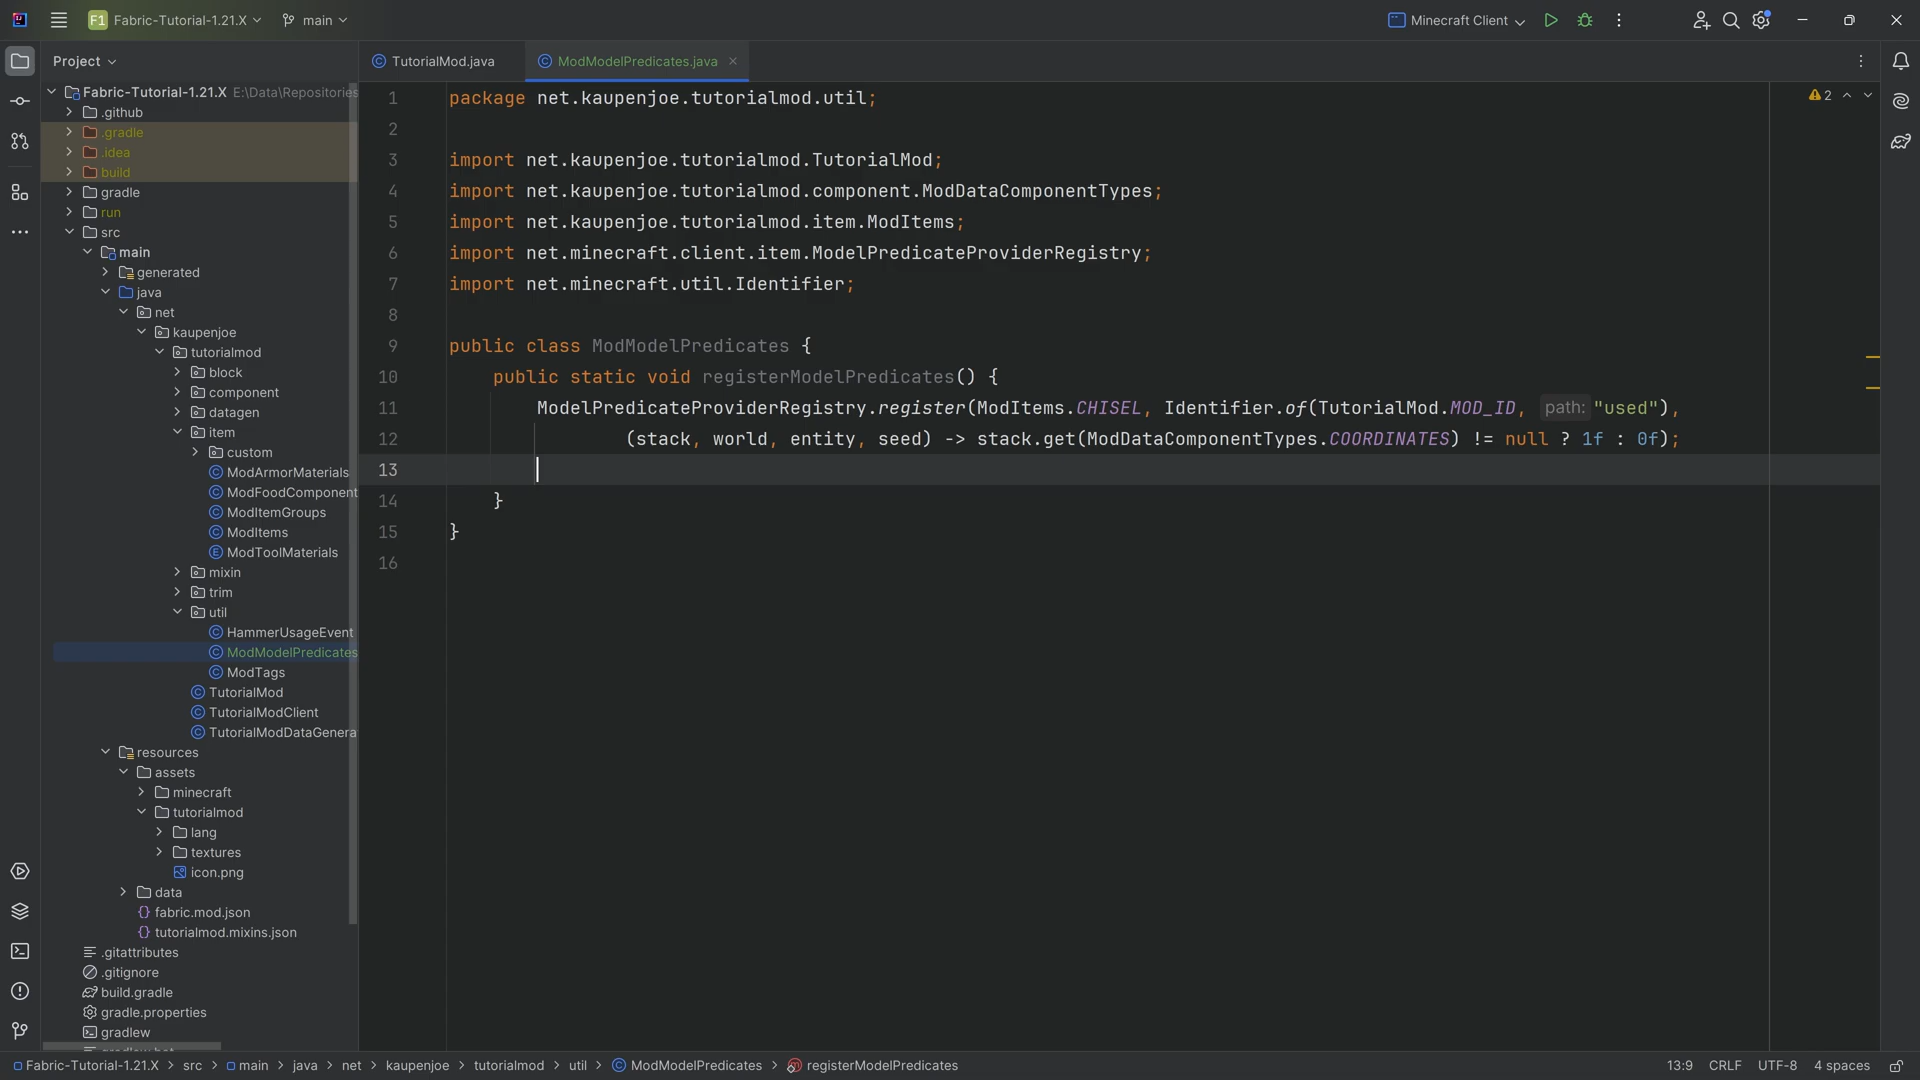 F1 Fabric-Tutorial-1.21.X main Minecraft Client
Project
TutorialMod.java ModModelPredicates.java
Fabric-Tutorial-1.21.X E:\Data\Repositories
.github
.gradle
.idea
build
gradle
run
src
main
generated
java
net
kaupenjoe
tutorialmod
block
component
datagen
item
custom
ModArmorMaterials
ModFoodComponent
ModItemGroups
ModItems
ModToolMaterials
mixin
trim
util
HammerUsageEvent
ModModelPredicates
ModTags
TutorialMod
TutorialModClient
TutorialModDataGenera
resources
assets
minecraft
tutorialmod
lang
textures
icon.png
data
fabric.mod.json
tutorialmod.mixins.json
.gitattributes
.gitignore
build.gradle
gradle.properties
gradlew
1 package net.kaupenjoe.tutorialmod.util;
2
3 import net.kaupenjoe.tutorialmod.TutorialMod;
4 import net.kaupenjoe.tutorialmod.component.ModDataComponentTypes;
5 import net.kaupenjoe.tutorialmod.item.ModItems;
6 import net.minecraft.client.item.ModelPredicateProviderRegistry;
7 import net.minecraft.util.Identifier;
8
9 public class ModModelPredicates {
10 public static void registerModelPredicates() {
11 ModelPredicateProviderRegistry.register(ModItems.CHISEL, Identifier.of(TutorialMod.MOD_ID, path: "used"),
12 (stack, world, entity, seed) -> stack.get(ModDataComponentTypes.COORDINATES) != null ? 1f : 0f);
13
14 }
15 }
16
2
Fabric-Tutorial-1.21.X > src > main > java > net > kaupenjoe > tutorialmod > util > ModModelPredicates > registerModelPredicates 13:9 CRLF UTF-8 4 spaces